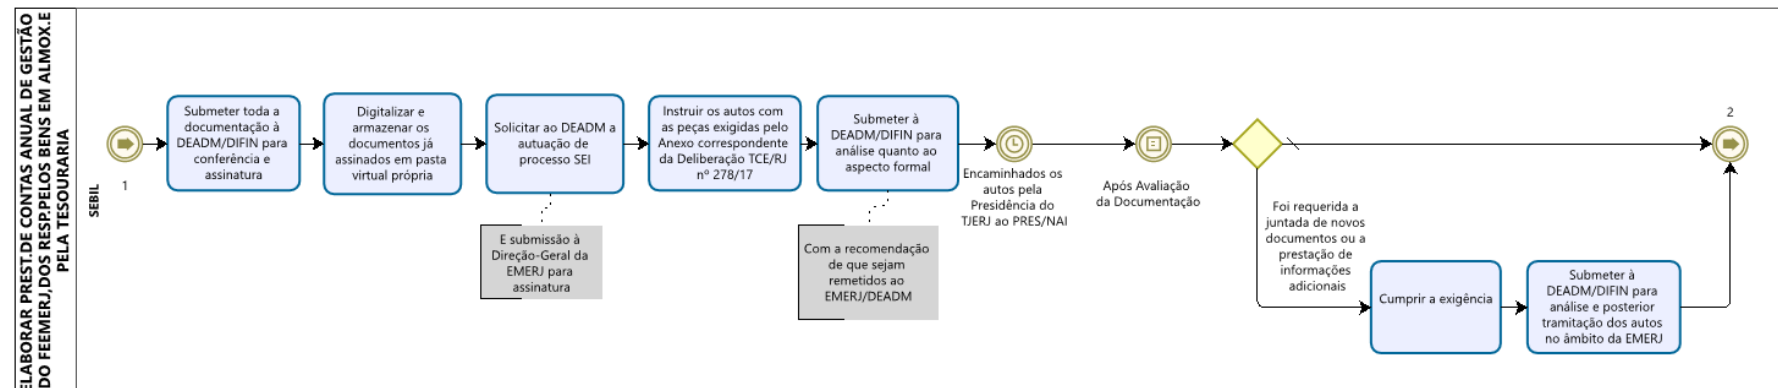 ELABORAR PREST.DE CONTAS ANUAL DE GESTÃO
DO FEEMERJ,DOS RESP.PELOS BENS EM ALMOX.E
PELA TESOURARIA
SEBIL
1
Submeter toda a
documentação à
DEADM/DIFIN para
conferência e
assinatura
Digitalizar e
armazenar os
documentos já
assinados em pasta
virtual própria
Solicitar ao DEADM a
autuação de
processo SEI
E submissão à
Direção-Geral da
EMERJ para
assinatura
Instruir os autos com
as peças exigidas pelo
Anexo correspondente
da Deliberação TCE/RJ
nº 278/17
Submeter à
DEADM/DIFIN para
análise quanto ao
aspecto formal
Com a recomendação
de que sejam
remetidos ao
EMERJ/DEADM
Encaminhados os
autos pela
Presidência do
TJERJ ao PRES/NAI
Após Avaliação
da Documentação
Foi requerida a
juntada de novos
documentos ou a
prestação de
informações
adicionais
Cumprir a exigência
Submeter à
DEADM/DIFIN para
análise e posterior
tramitação dos autos
no âmbito da EMERJ
2